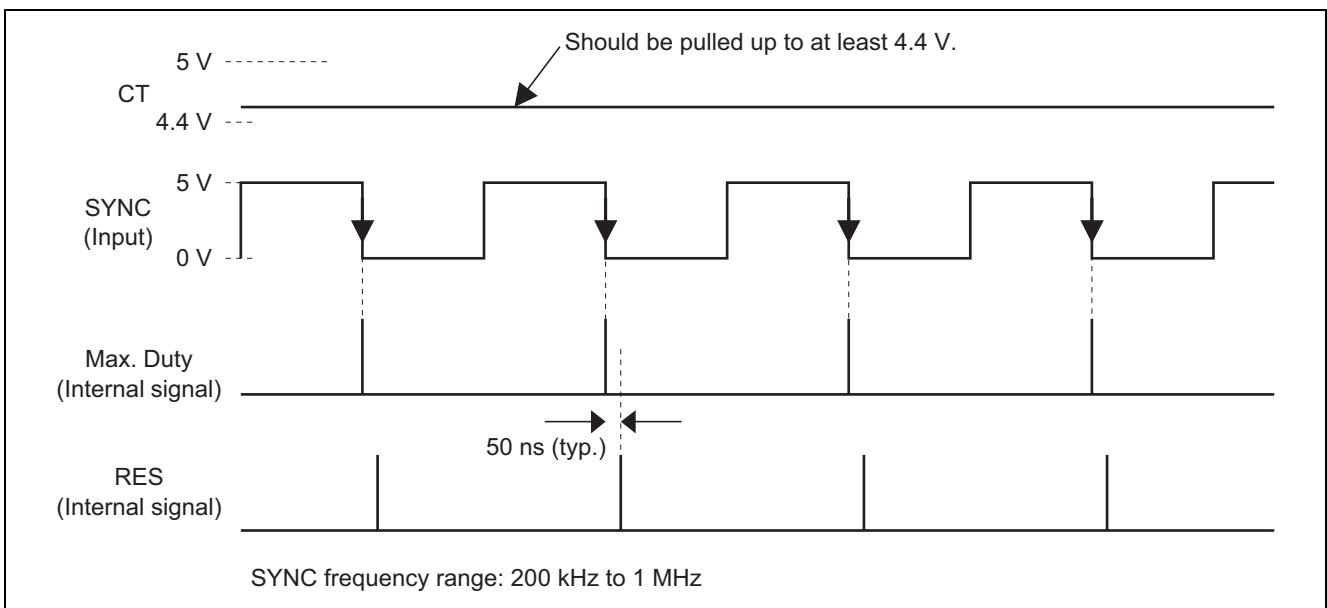 Should be pulled up to at least 4.4 V.
5 V
CT
4.4 V
5 V
SYNC
(Input)
0 V
Max. Duty
(Internal signal)
50 ns (typ.)
RES
(Internal signal)
SYNC frequency range: 200 kHz to 1 MHz